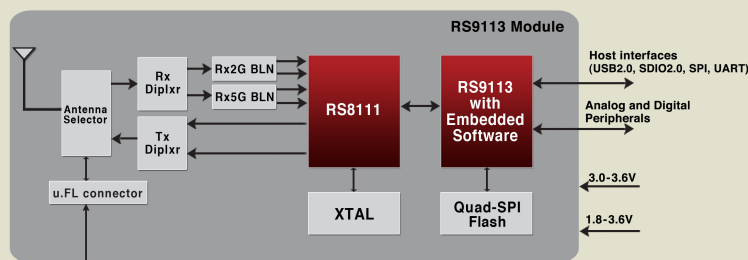 RS9113 Module
Host interfaces
(USB2.0, SDIO2.0, SPI, UART)
Analog and Digital
Peripherals
3.0-3.6V
1.8-3.6V
Antenna
Selector
Rx
Diplxr
Tx
Diplxr
Rx2G BLN
Rx5G BLN
RS8111
RS9113
with
Embedded
Software
u.FL connector
XTAL
Quad-SPI
Flash